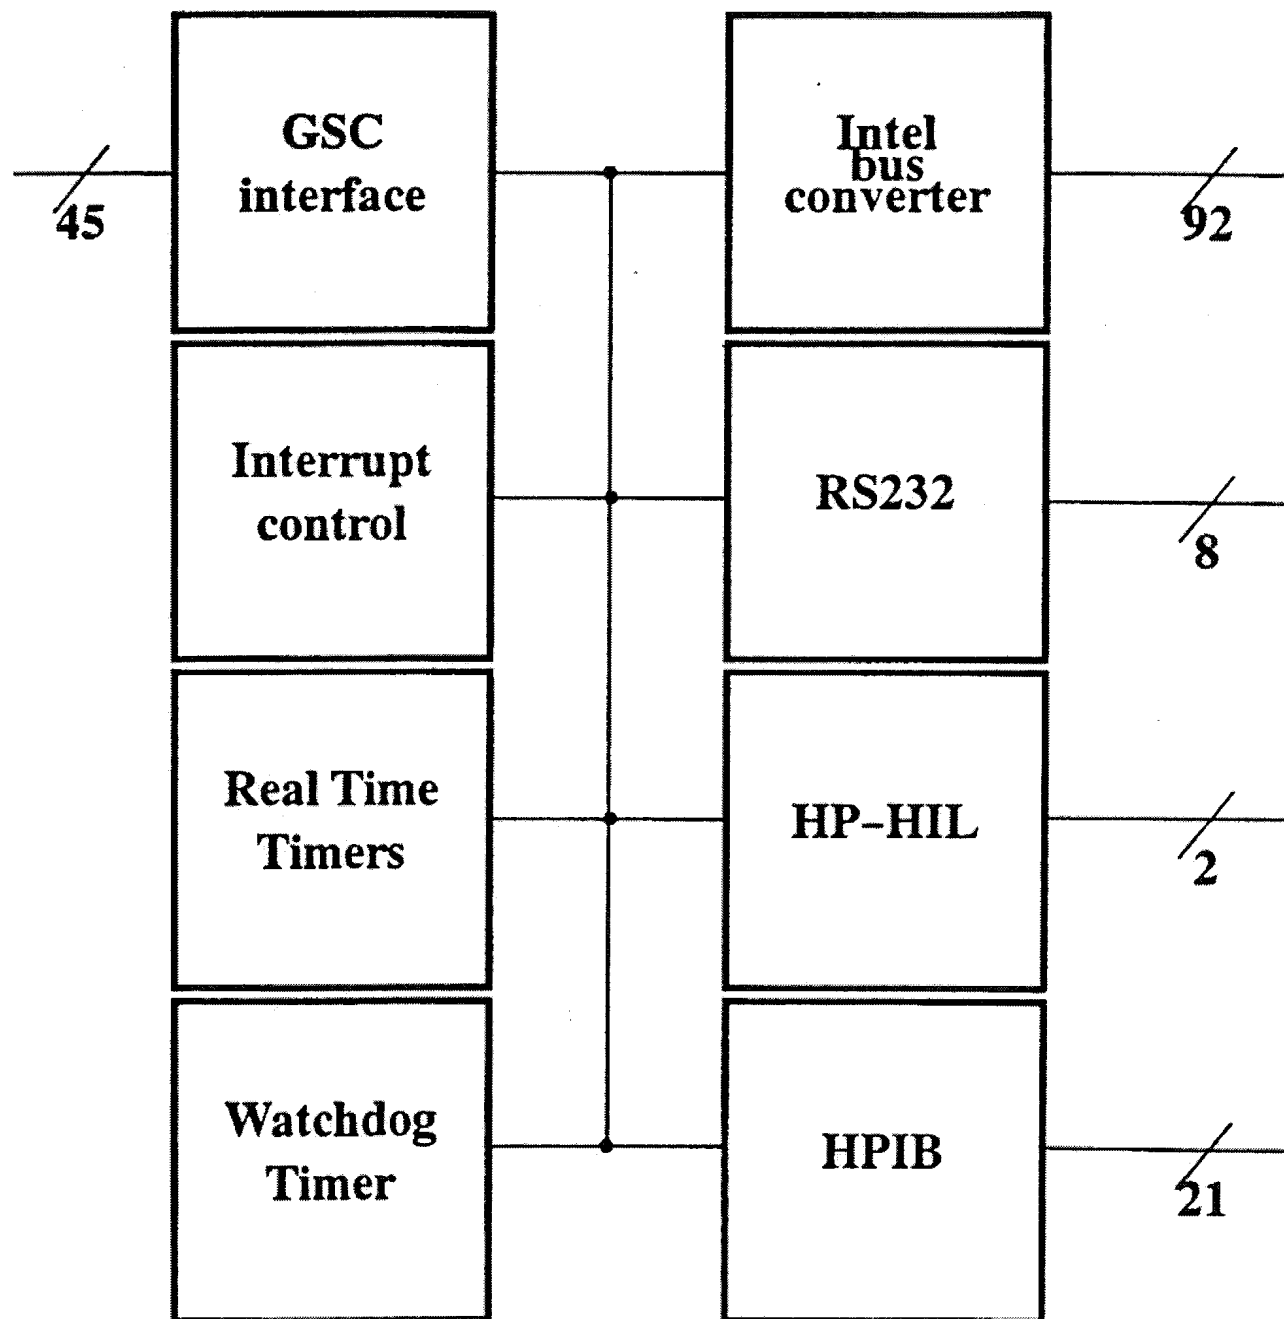 GSC
interface
45
Intel
bus
converter
92
Interrupt
control
RS232
8
Real Time
Timers
HP-HIL
2
Watchdog
Timer
HPIB
21